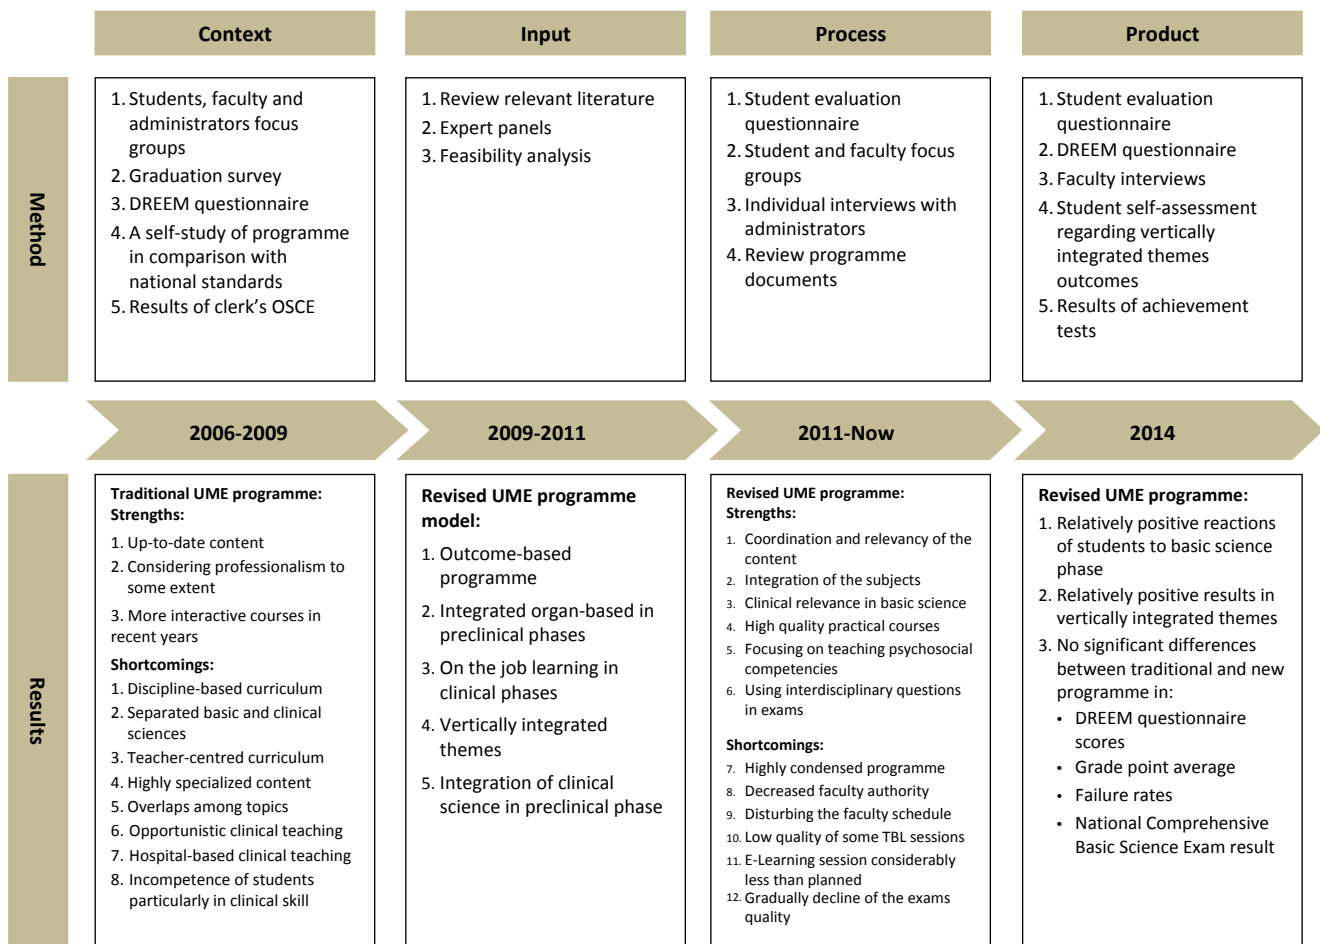 Context
Input
Process
Product
Method
1. Students, faculty and
administrators focus
groups
2. Graduation survey
3. DREEM questionnaire
4. A self-study of programme
in comparison with
national standards
5. Results of clerk’s OSCE
1. Review relevant literature
2. Expert panels
3. Feasibility analysis
1. Student evaluation
questionnaire
2. Student and faculty focus
groups
3. Individual interviews with
administrators
4. Review programme
documents
1. Student evaluation
questionnaire
2. DREEM questionnaire
3. Faculty interviews
4. Student self-assessment
regarding vertically
integrated themes
outcomes
5. Results of achievement
tests
2006-2009
2009-2011
2011-Now
2014
Results
Traditional UME programme:
Strengths:
1. Up-to-date content
2. Considering professionalism to
some extent
3. More interactive courses in
recent years
Shortcomings:
1. Discipline-based curriculum
2. Separated basic and clinical
sciences
3. Teacher-centred curriculum
4. Highly specialized content
5. Overlaps among topics
6. Opportunistic clinical teaching
7. Hospital-based clinical teaching
8. Incompetence of students
particularly in clinical skill
Revised UME programme
model:
1. Outcome-based
programme
2. Integrated organ-based in
preclinical phases
3. On the job learning in
clinical phases
4. Vertically integrated
themes
5. Integration of clinical
science in preclinical phase
Revised UME programme:
Strengths:
1. Coordination and relevancy of the
content
2. Integration of the subjects
3. Clinical relevance in basic science
4. High quality practical courses
5. Focusing on teaching psychosocial
competencies
6. Using interdisciplinary questions
in exams
Shortcomings:
7. Highly condensed programme
8. Decreased faculty authority
9. Disturbing the faculty schedule
10. Low quality of some TBL sessions
11. E-Learning session considerably
less than planned
12. Gradually decline of the exams
quality
Revised UME programme:
1. Relatively positive reactions
of students to basic science
phase
2. Relatively positive results in
vertically integrated themes
3. No significant differences
between traditional and new
programme in:
• DREEM questionnaire
scores
• Grade point average
• Failure rates
• National Comprehensive
Basic Science Exam result